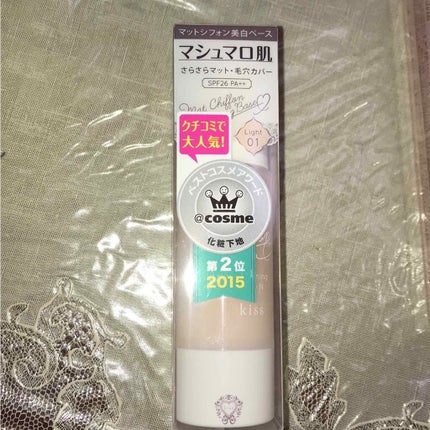 マットシフォン美白ベース
マシュマロ肌
さらさらマット・毛穴カバー
SPF26 PA++
Mat Chiffon
Base
Light
01
クチコミで
大人気!
ベストコスメアワード
@cosme
化粧下地
第2位
2015
kiss